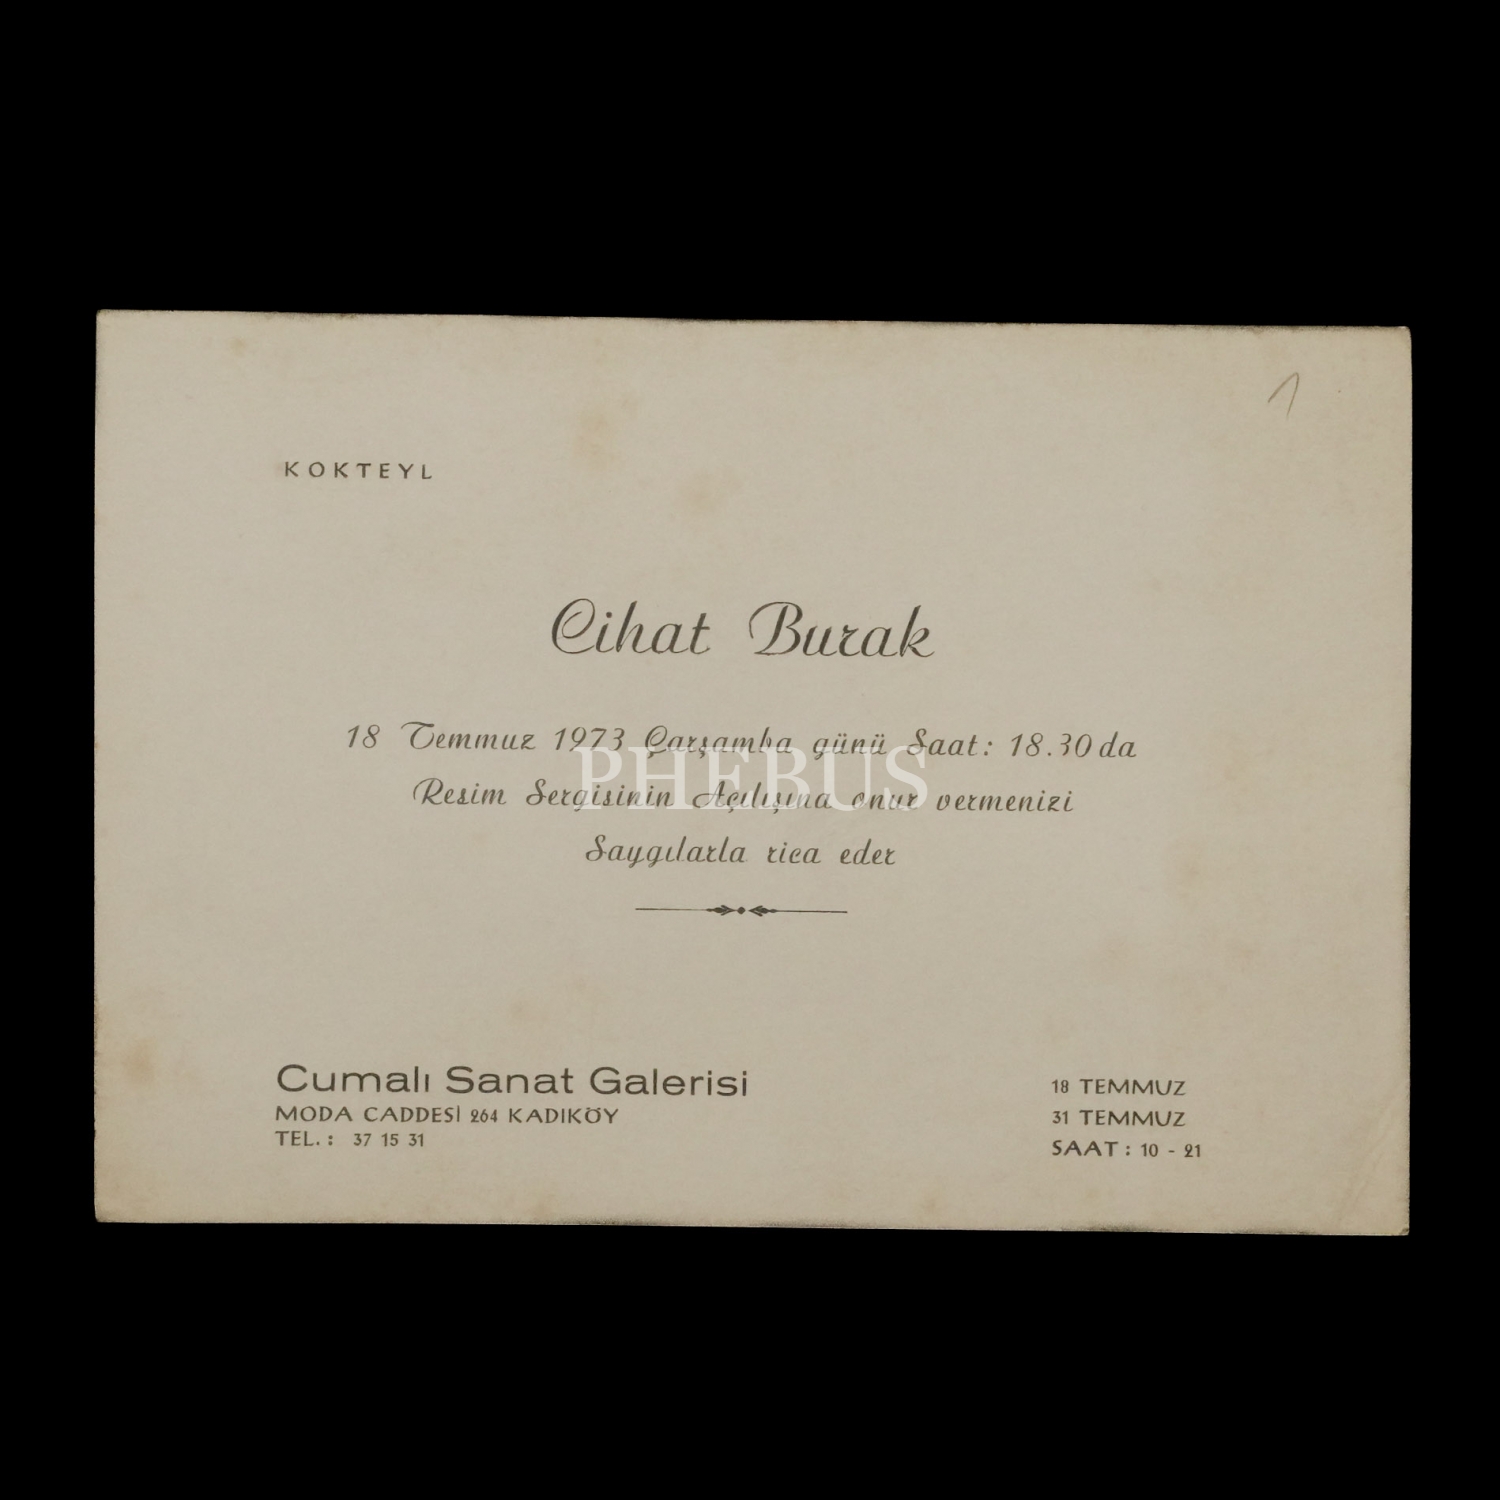 1
KOKTEYL
Cihat Burak
18 Temmuz 1973 Çarşamba günü Saat: 18.30 da
Resim Sergisinin Açılışına onur vermenizi
Saygılarla rica eder
PHEBUS
Cumalı Sanat Galerisi
MODA CADDESİ 264 KADIKÖY
TEL. : 37 15 31
18 TEMMUZ
31 TEMMUZ
SAAT : 10 - 21